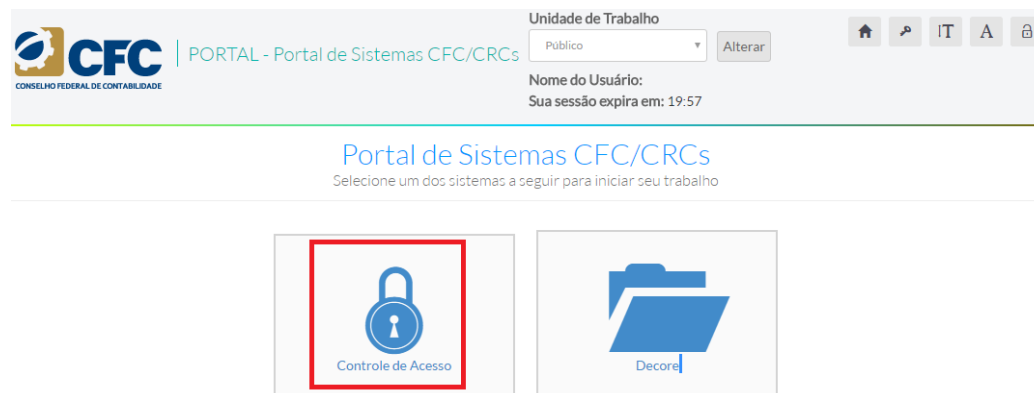 Unidade de Trabalho
CFC
CONSELHO FEDERAL DE CONTABILIDADE
PORTAL - Portal de Sistemas CFC/CRCs
Público
Alterar
IT A
Nome do Usuário:
Sua sessão expira em: 19:57
Portal de Sistemas CFC/CRCs
Selecione um dos sistemas a seguir para iniciar seu trabalho
Controle de Acesso
Decore